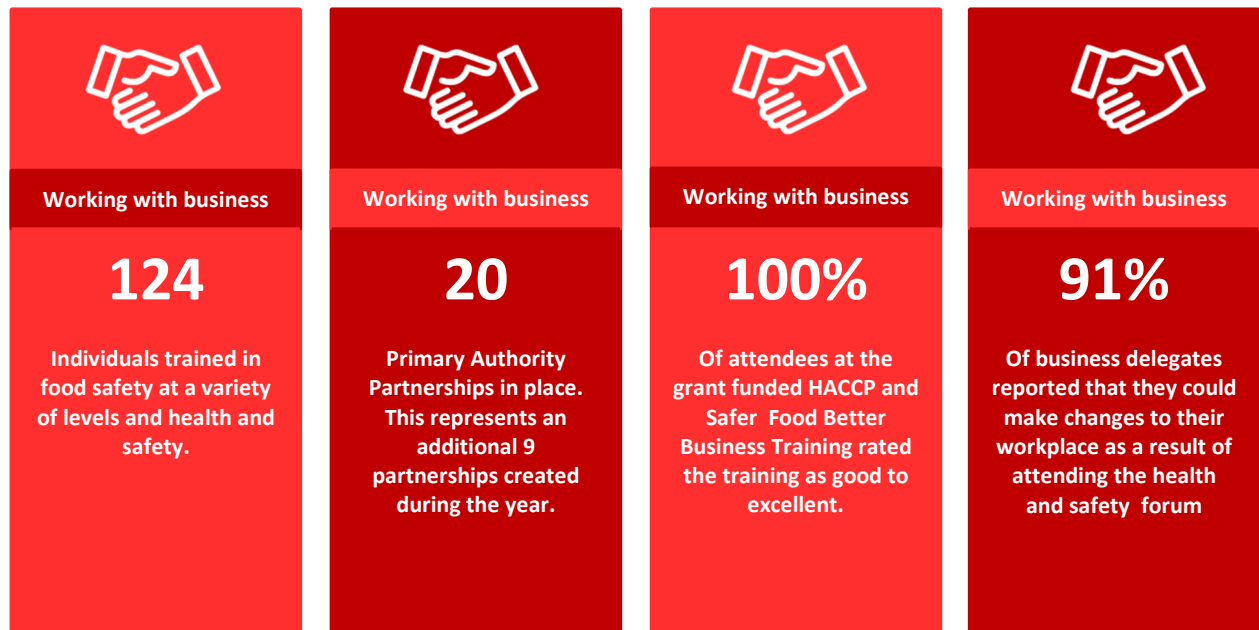 Working with business
124
Individuals trained in
food safety at a variety
of levels and health and
safety.
Working with business
20
Primary Authority
Partnerships in place.
This represents an
additional 9
partnerships created
during the year.
Working with business
100%
Of attendees at the
grant funded HACCP and
Safer  Food Better
Business Training rated
the training as good to
excellent.
Working with business
91%
Of business delegates
reported that they could
make changes to their
workplace as a result of
attending the health
and safety  forum